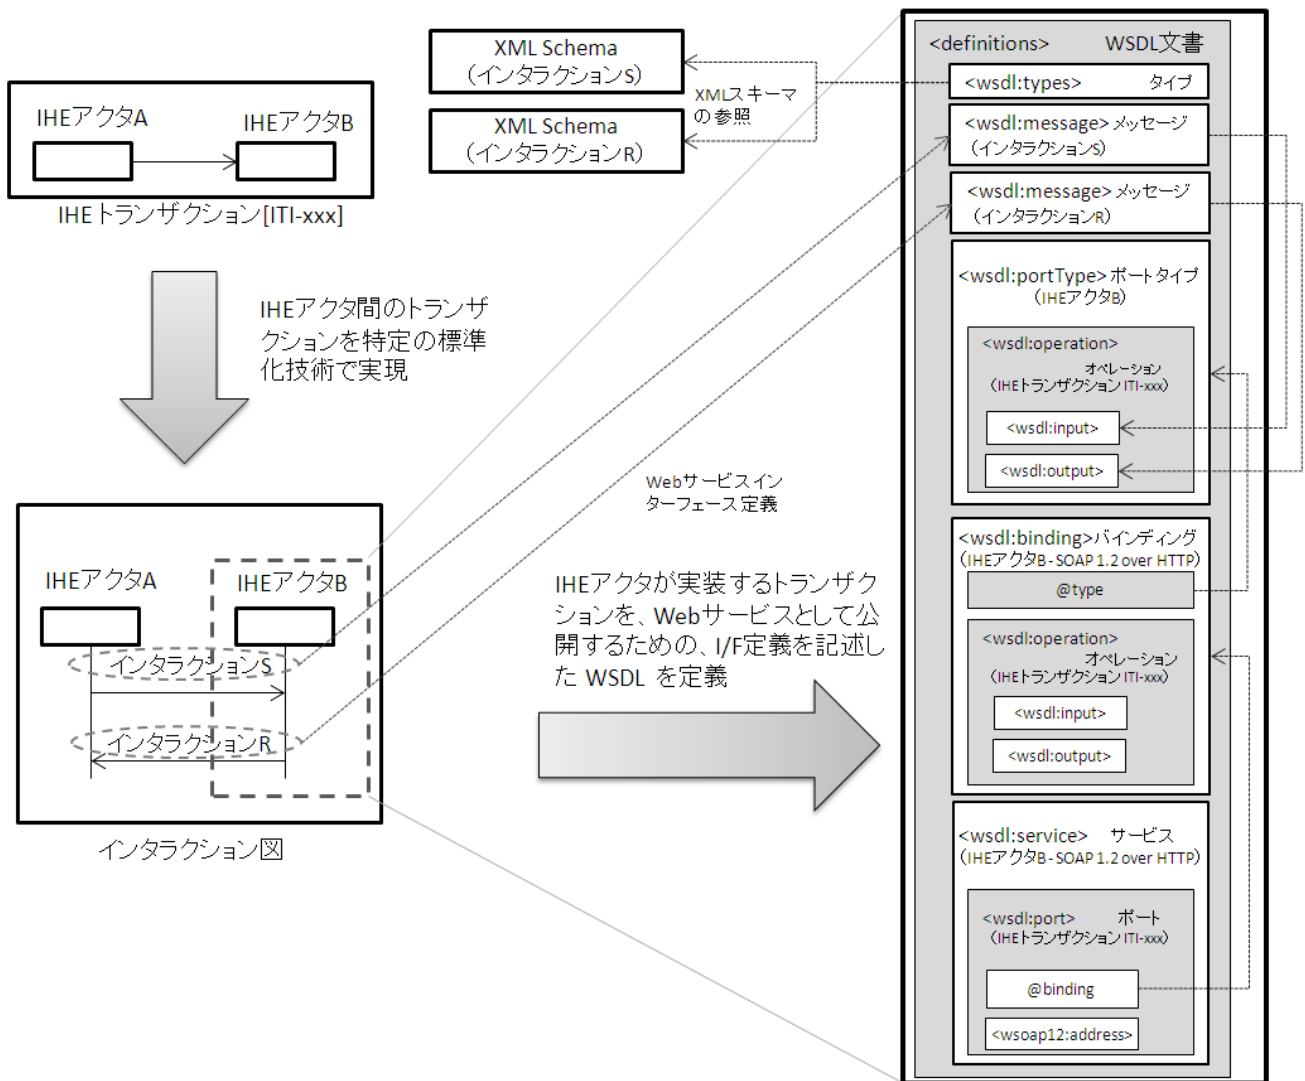 IHEアクタA
IHEアクタB
IHEトランザクション[ITI-xxx]
IHEアクタ間のトランザ
クションを特定の標準
化技術で実現
IHEアクタA
IHEアクタB
インタラクションS
インタラクションR
インタラクション図
XML Schema
(インタラクションS)
XML Schema
(インタラクションR)
XMLスキーマ
の参照
Webサービスイン
ターフェース定義
IHEアクタが実装するトランザク
ションを、Webサービスとして公
開するための、I/F定義を記述し
た WSDL を定義
<definitions> WSDL文書
<wsdl:types> タイプ
<wsdl:message>メッセージ
(インタラクションS)
<wsdl:message>メッセージ
(インタラクションR)
<wsdl:portType>ポートタイプ
(IHEアクタB)
<wsdl:operation>
オペレーション
(IHEトランザクション ITI-xxx)
<wsdl:input>
<wsdl:output>
<wsdl:binding>バインディング
(IHEアクタB - SOAP 1.2 over HTTP)
@type
<wsdl:operation>
オペレーション
(IHEトランザクション ITI-xxx)
<wsdl:input>
<wsdl:output>
<wsdl:service> サービス
(IHEアクタB - SOAP 1.2 over HTTP)
<wsdl:port> ポート
(IHEトランザクション ITI-xxx)
@binding
<wsoap12:address>